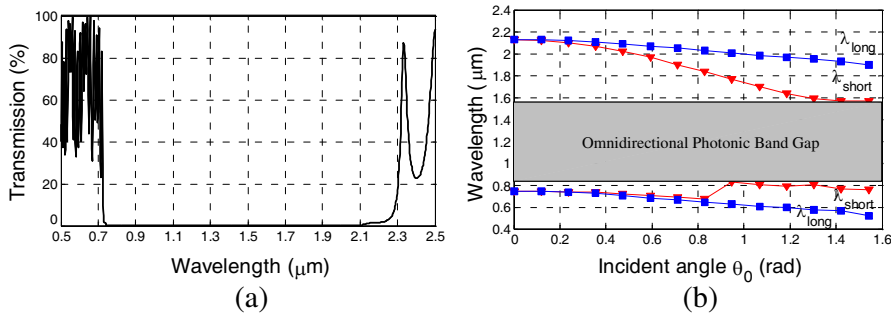 100
80
60
40
20
0
Transmission (%)
0.5 0.7 0.9 1.1 1.3 1.5 1.7 1.9 2.1 2.3 2.5
Wavelength (μm)
(a)
2.4
2.2
2
1.8
1.6
1.4
1.2
1
0.8
0.6
0.4
Wavelength (μm)
λlong
λshort
Omnidirectional Photonic Band Gap
λshort
λlong
0 0.2 0.4 0.6 0.8 1 1.2 1.4 1.6
Incident angle θ0 (rad)
(b)